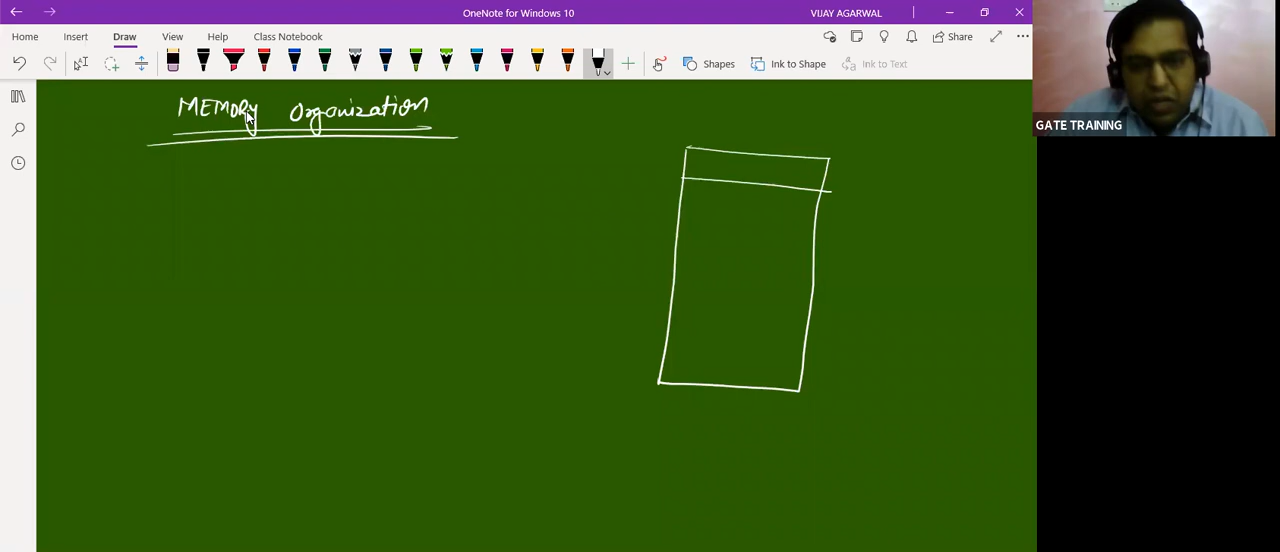 OneNote for Windows 10
VIJAY AGARWAL
Home Insert Draw View Help Class Notebook
Share
Shapes Ink to Shape Ink to Text
MEMORY Organization
GATE TRAINING